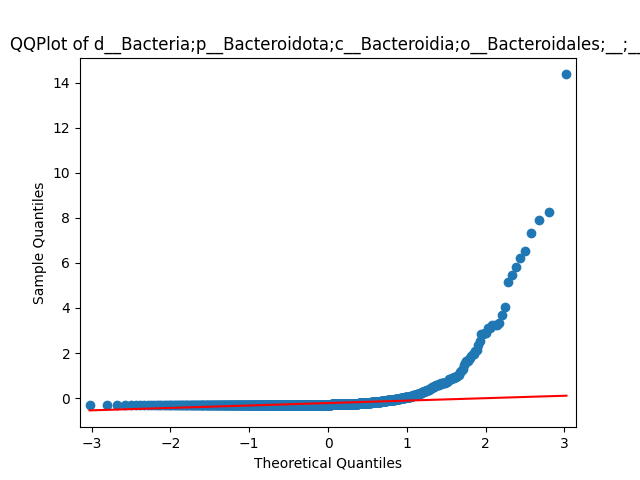 QQPlot of d__Bacteria;p__Bacteroidota;c__Bacteroidia;o__Bacteroidales;__;__
14
12
10
8
6
4
2
0
Sample Quantiles
−3 −2 −1 0 1 2 3
Theoretical Quantiles